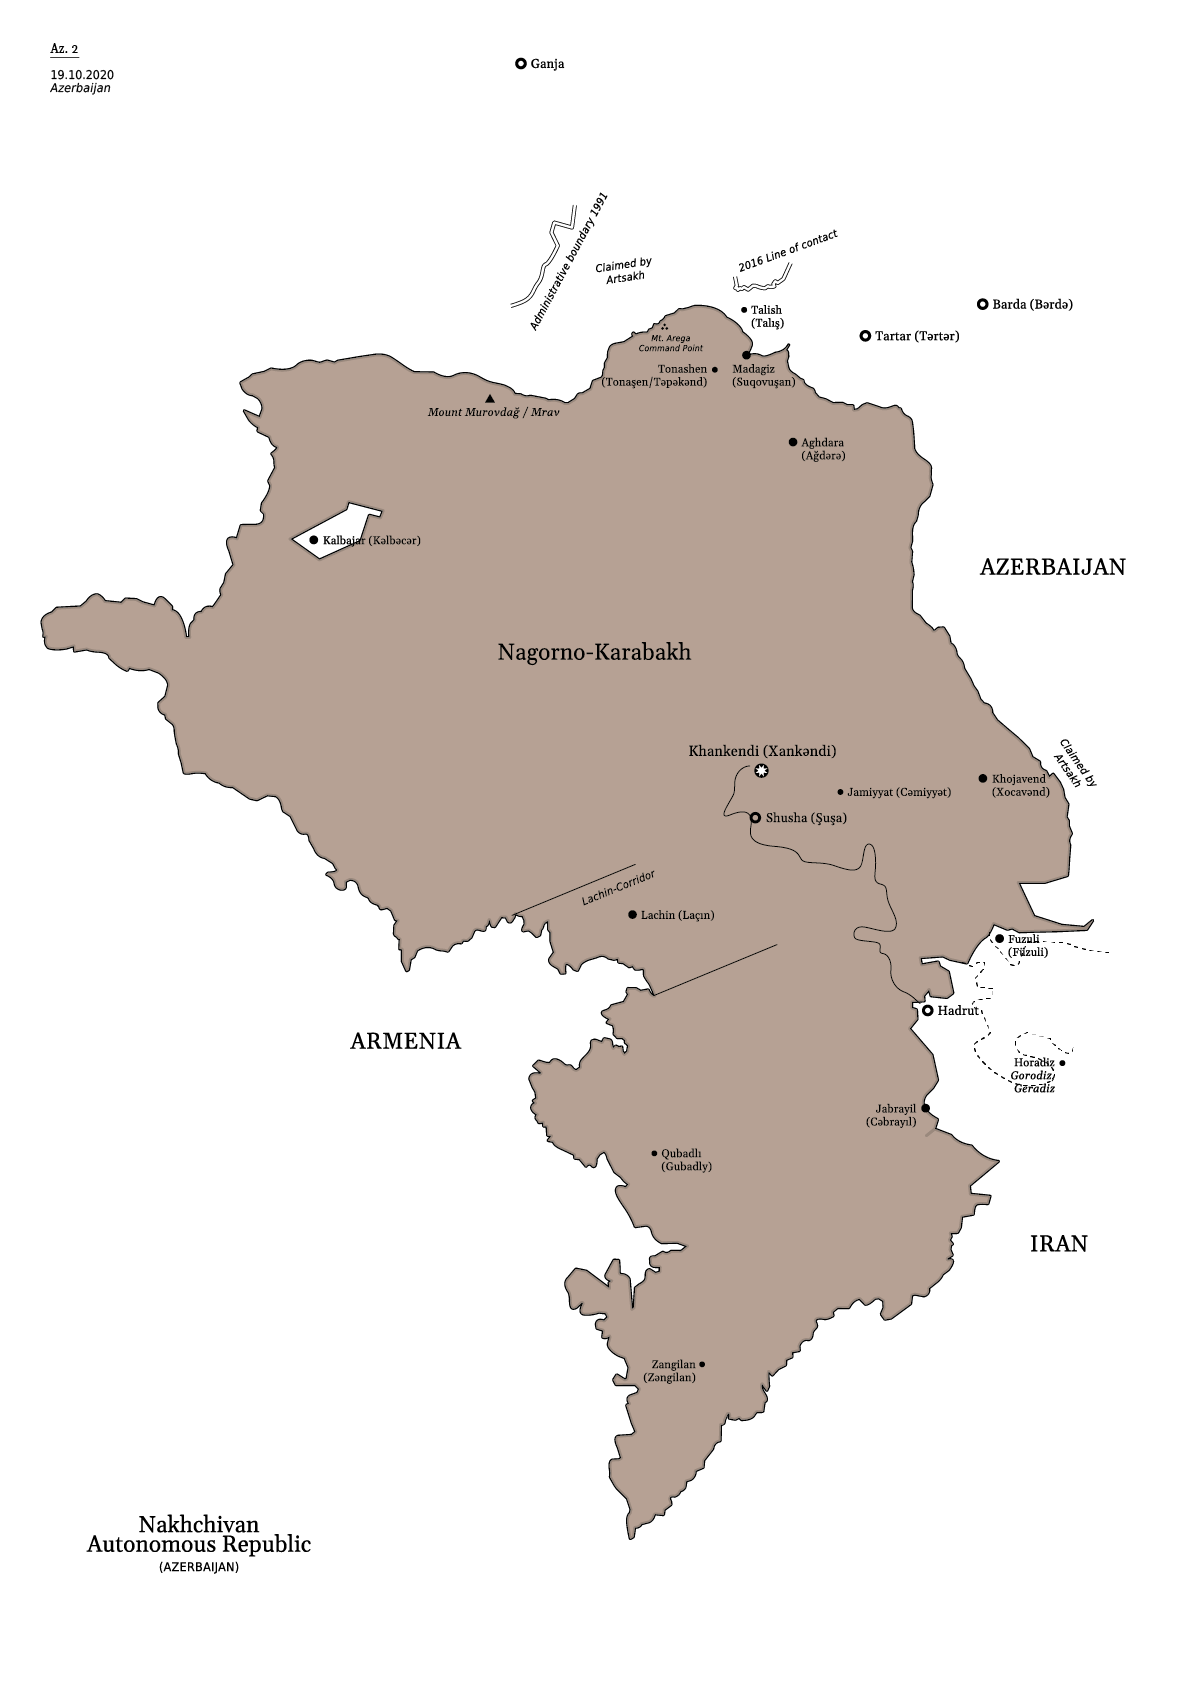 Az. 2
19.10.2020
Azerbaijan
Ganja
Administrative boundary 1991
Claimed by
Artsakh
2016 Line of contact
Barda (Bərdə)
Talish
(Talış)
Tartar (Tərtər)
Mt. Arega
Command Point
Tonashen
(Tonaşen/Təpəkənd)
Madagiz
(Suqovuşan)
Mount Murovdağ / Mrav
Aghdara
(Ağdərə)
Kalbajar (Kəlbəcər)
AZERBAIJAN
Nagorno-Karabakh
Khankendi (Xankəndi)
Claimed by
Artsakh
Khojavend
(Xocavənd)
Jamiyyat (Cəmiyyət)
Shusha (Şuşa)
Lachin-Corridor
Lachin (Laçın)
Fuzuli
(Füzuli)
Hadrut
ARMENIA
Horadiz
Gorodiz/
Geradiz
Jabrayil
(Cəbrayıl)
Qubadlı
(Gubadly)
IRAN
Zangilan
(Zəngilan)
Nakhchivan
Autonomous Republic
(AZERBAIJAN)